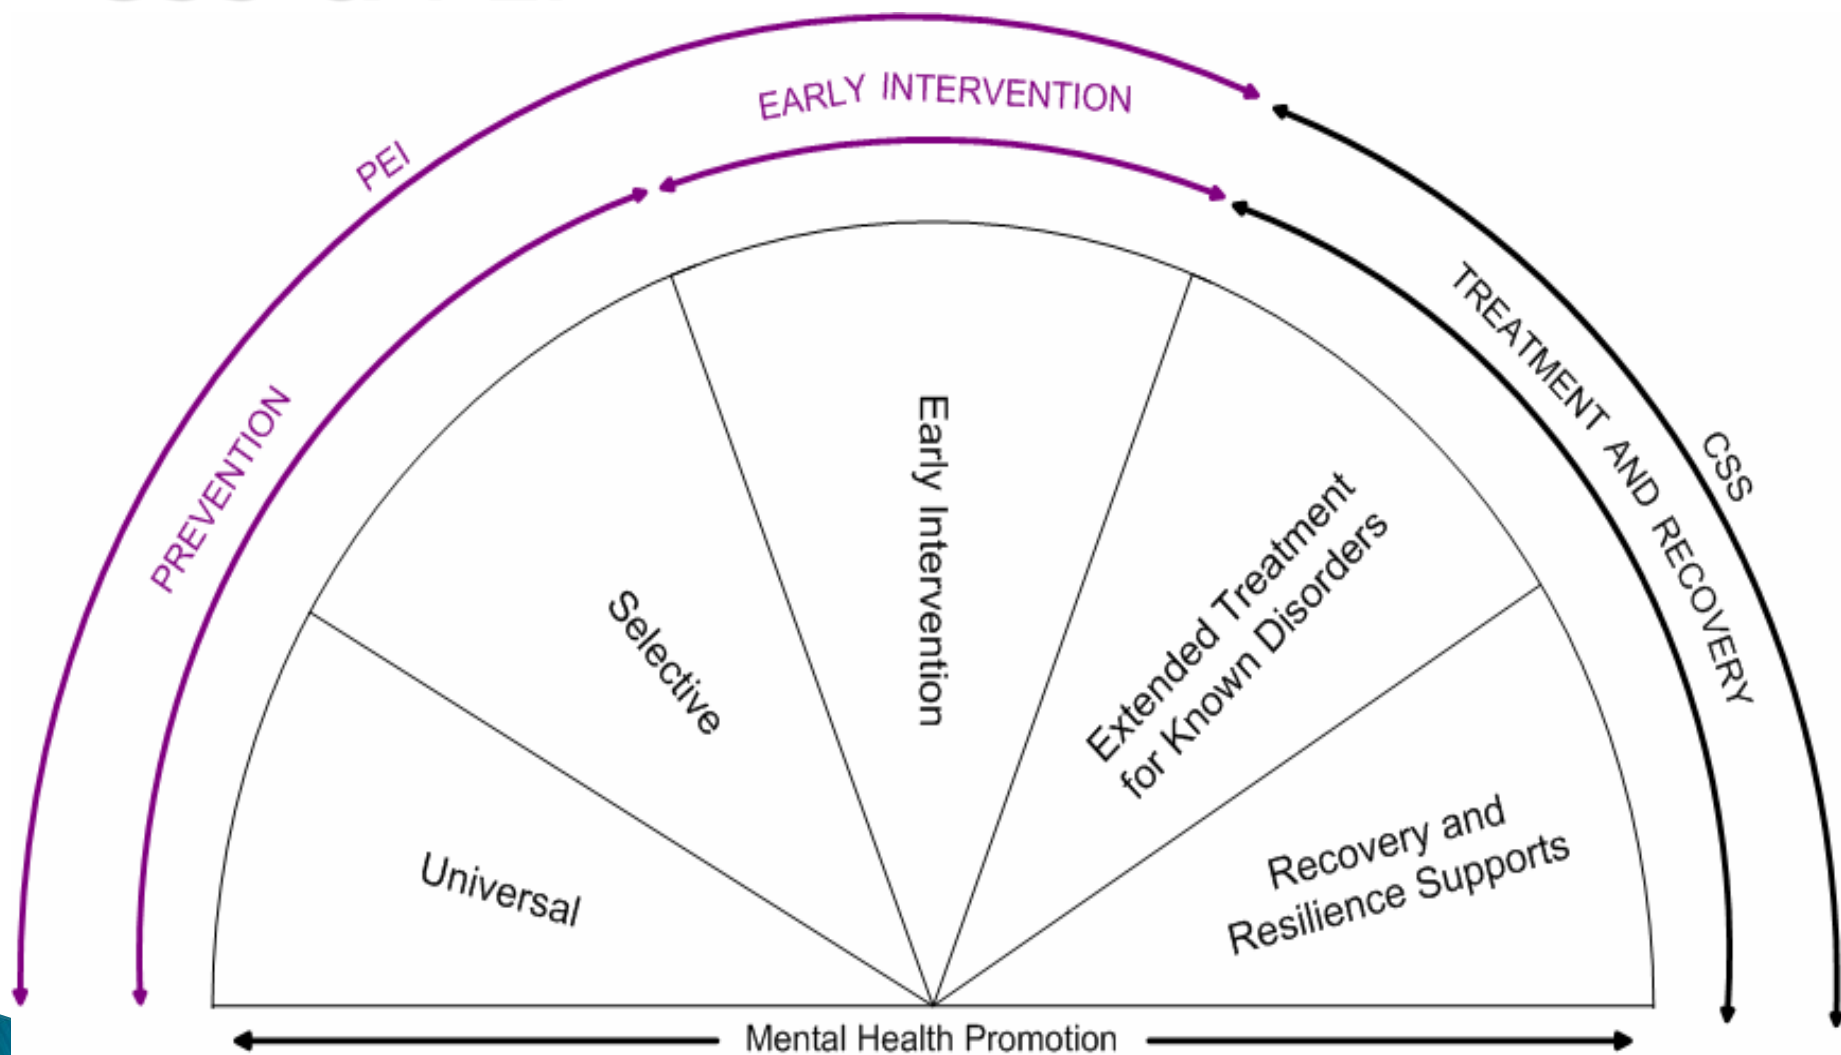 PEI
EARLY INTERVENTION
PREVENTION
TREATMENT AND RECOVERY
CSS
Universal
Selective
Early Intervention
Extended Treatment
for Known Disorders
Recovery and
Resilience Supports
Mental Health Promotion